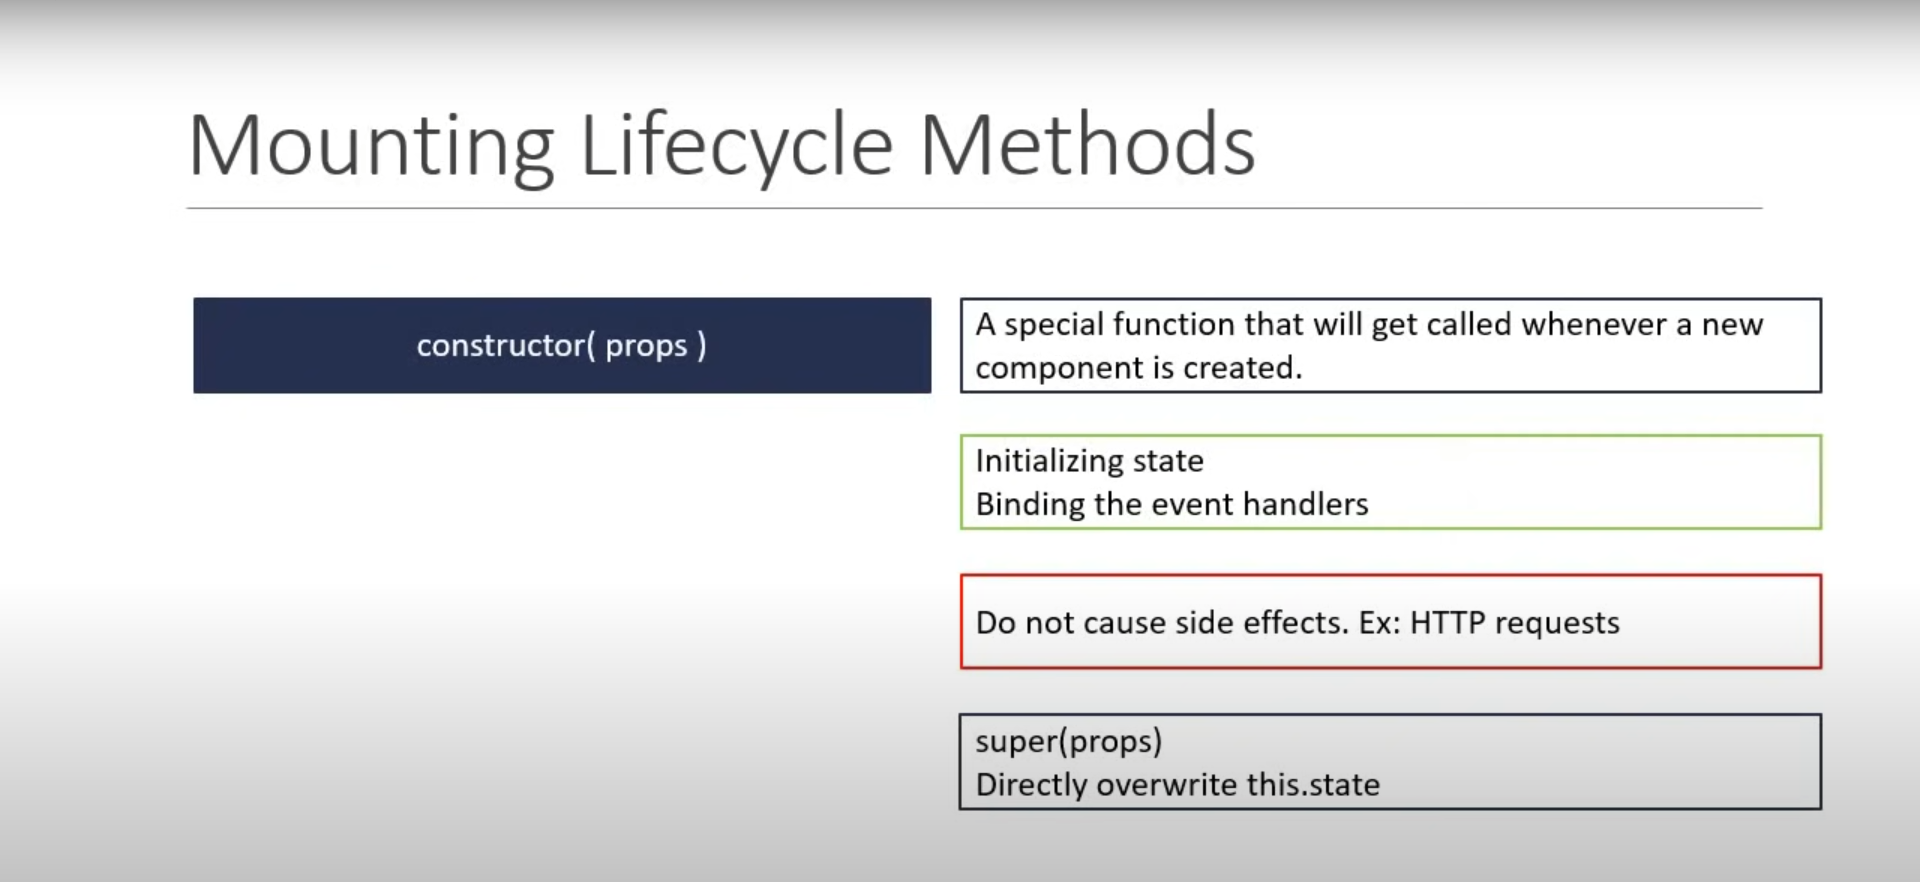 Mounting Lifecycle Methods
constructor( props )
A special function that will get called whenever a new
component is created.
Initializing state
Binding the event handlers
Do not cause side effects. Ex: HTTP requests
super(props)
Directly overwrite this.state